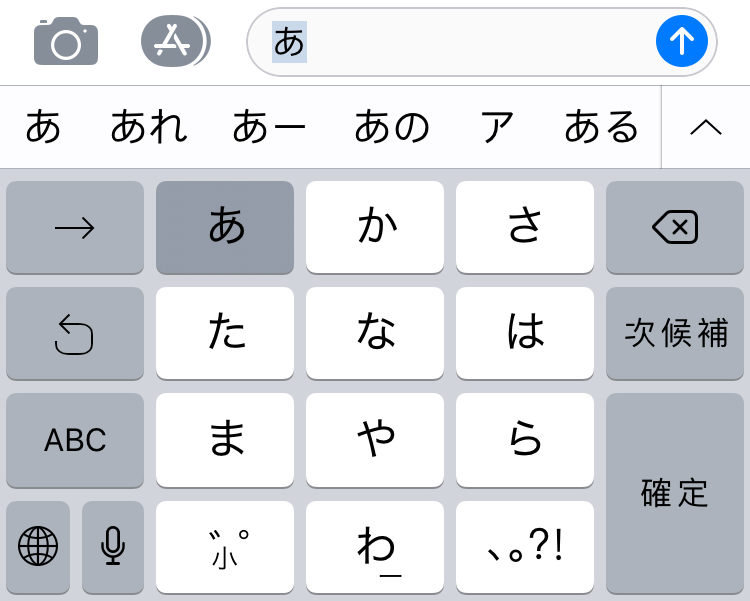 あ
あ あれ あー あの ア ある
→ あ か さ
た な は 次候補
ABC ま や ら 確定
゛゜小 わ_ 、。?!